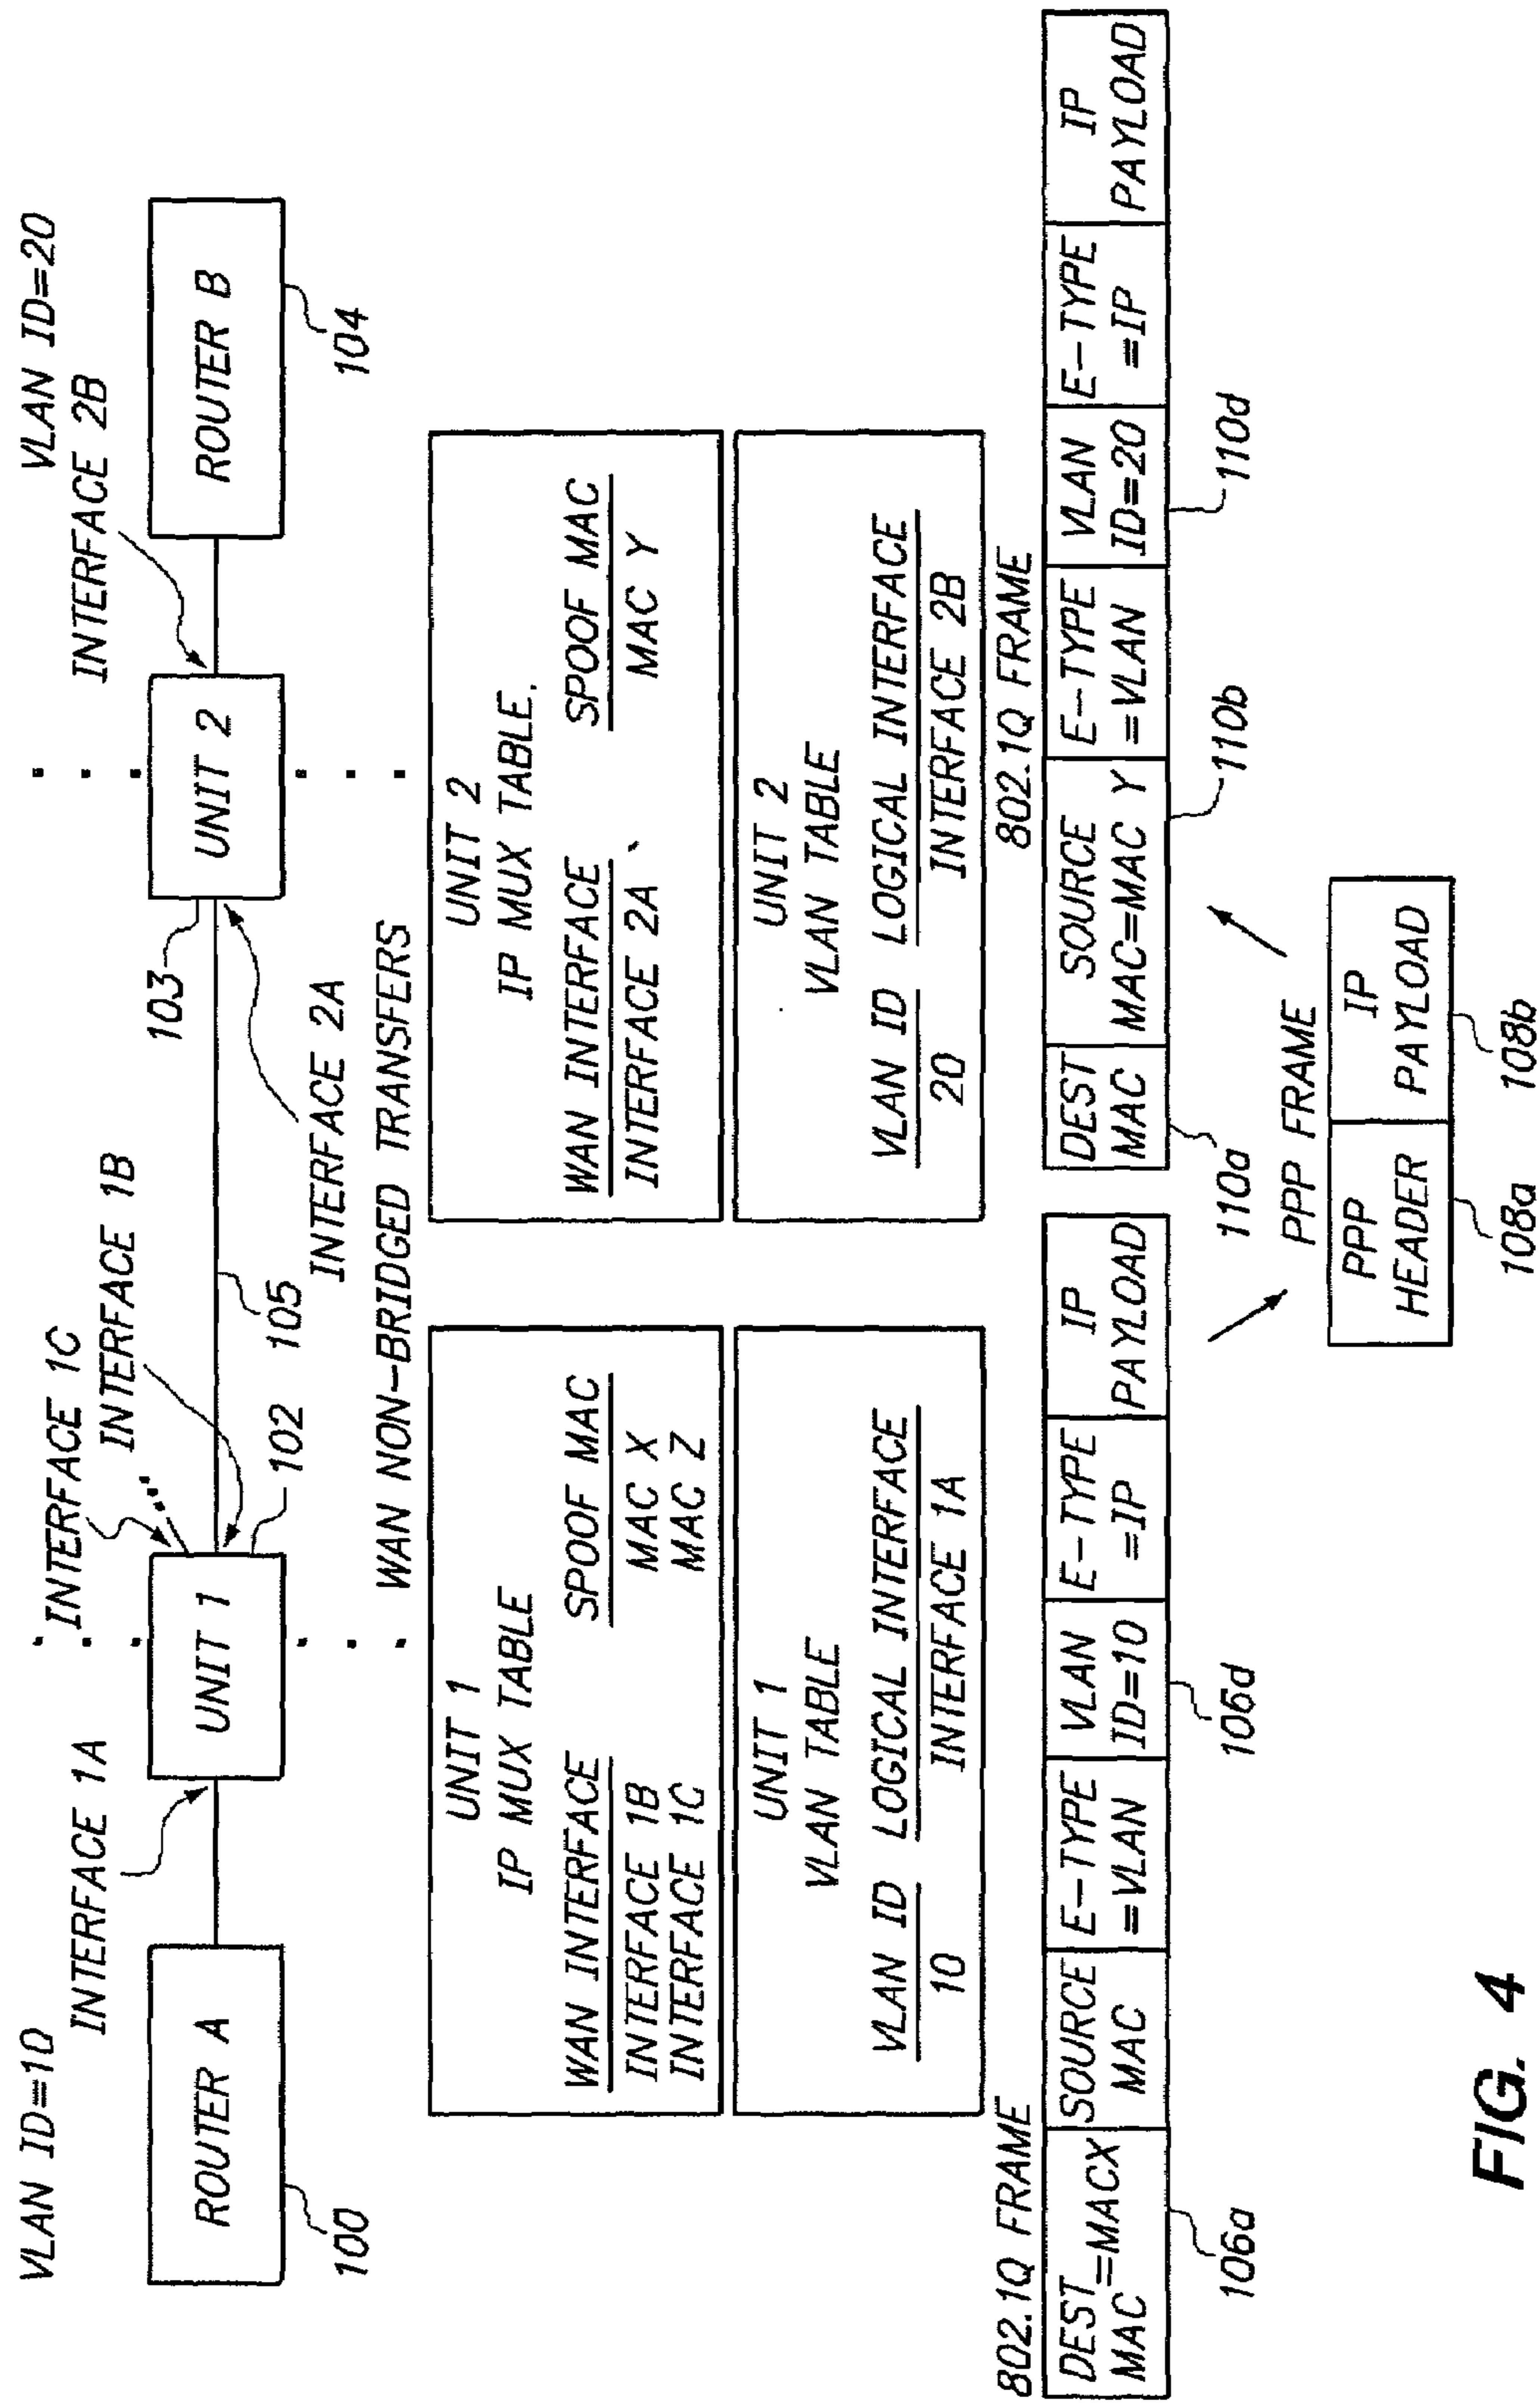 VLAN ID=10
INTERFACE 1A
INTERFACE 1C
INTERFACE 1B
VLAN ID=20
INTERFACE 2B
ROUTER A
UNIT 1
UNIT 2
ROUTER B
100
102
105
103
104
INTERFACE 2A
WAN NON-BRIDGED TRANSFERS
UNIT 1
IP MUX TABLE
WAN INTERFACE SPOOF MAC
INTERFACE 1B MAC X
INTERFACE 1C MAC Z
UNIT 2
IP MUX TABLE.
WAN INTERFACE SPOOF MAC
INTERFACE 2A MAC Y
UNIT 1
VLAN TABLE
VLAN ID LOGICAL INTERFACE
10 INTERFACE 1A
UNIT 2
VLAN TABLE
VLAN ID LOGICAL INTERFACE
20 INTERFACE 2B
802.1Q FRAME
DEST
MAC =MACX
SOURCE
MAC
E-TYPE
=VLAN
VLAN
ID=10
E-TYPE
=IP
IP
PAYLOAD
106a
106d
802.1Q FRAME
DEST
MAC
SOURCE
MAC=MAC Y
E-TYPE
=VLAN
VLAN
ID=20
E-TYPE
=IP
IP
PAYLOAD
110a
110b
110d
PPP FRAME
PPP
HEADER
IP
PAYLOAD
108a
108b
FIG. 4